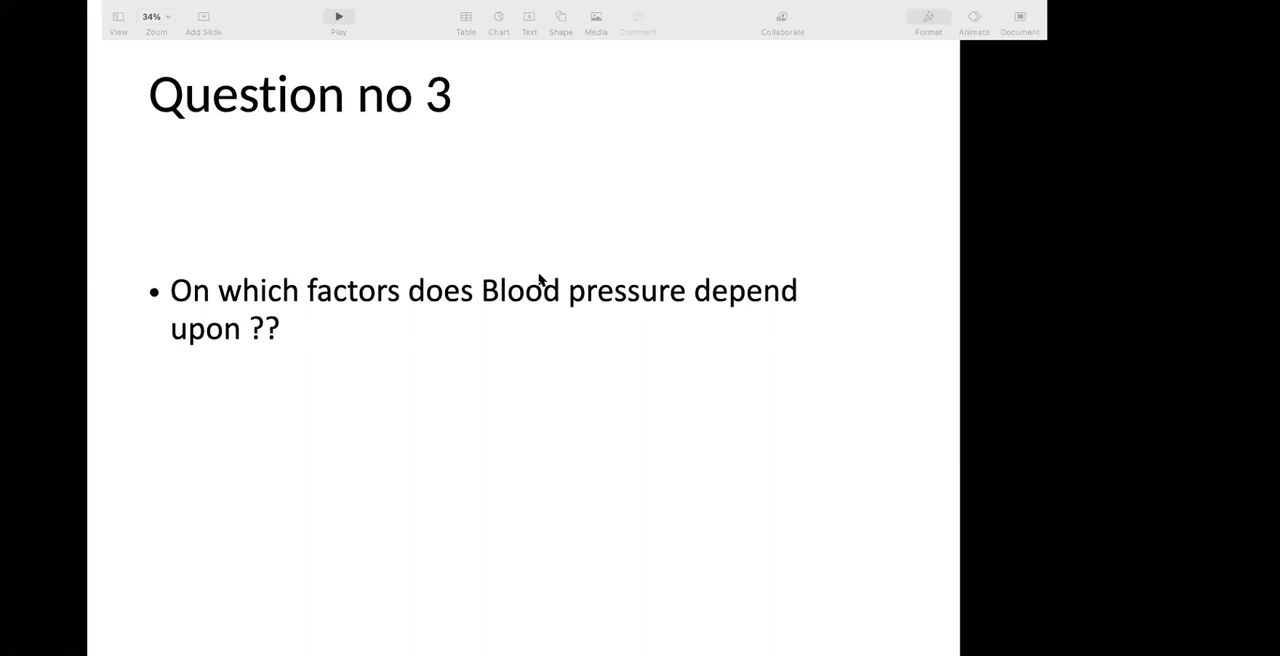 34%
View Zoom Add Slide Play Table Chart Text Shape Media Comment Collaborate Format Animate Document
Question no 3
• On which factors does Blood pressure depend
upon ??